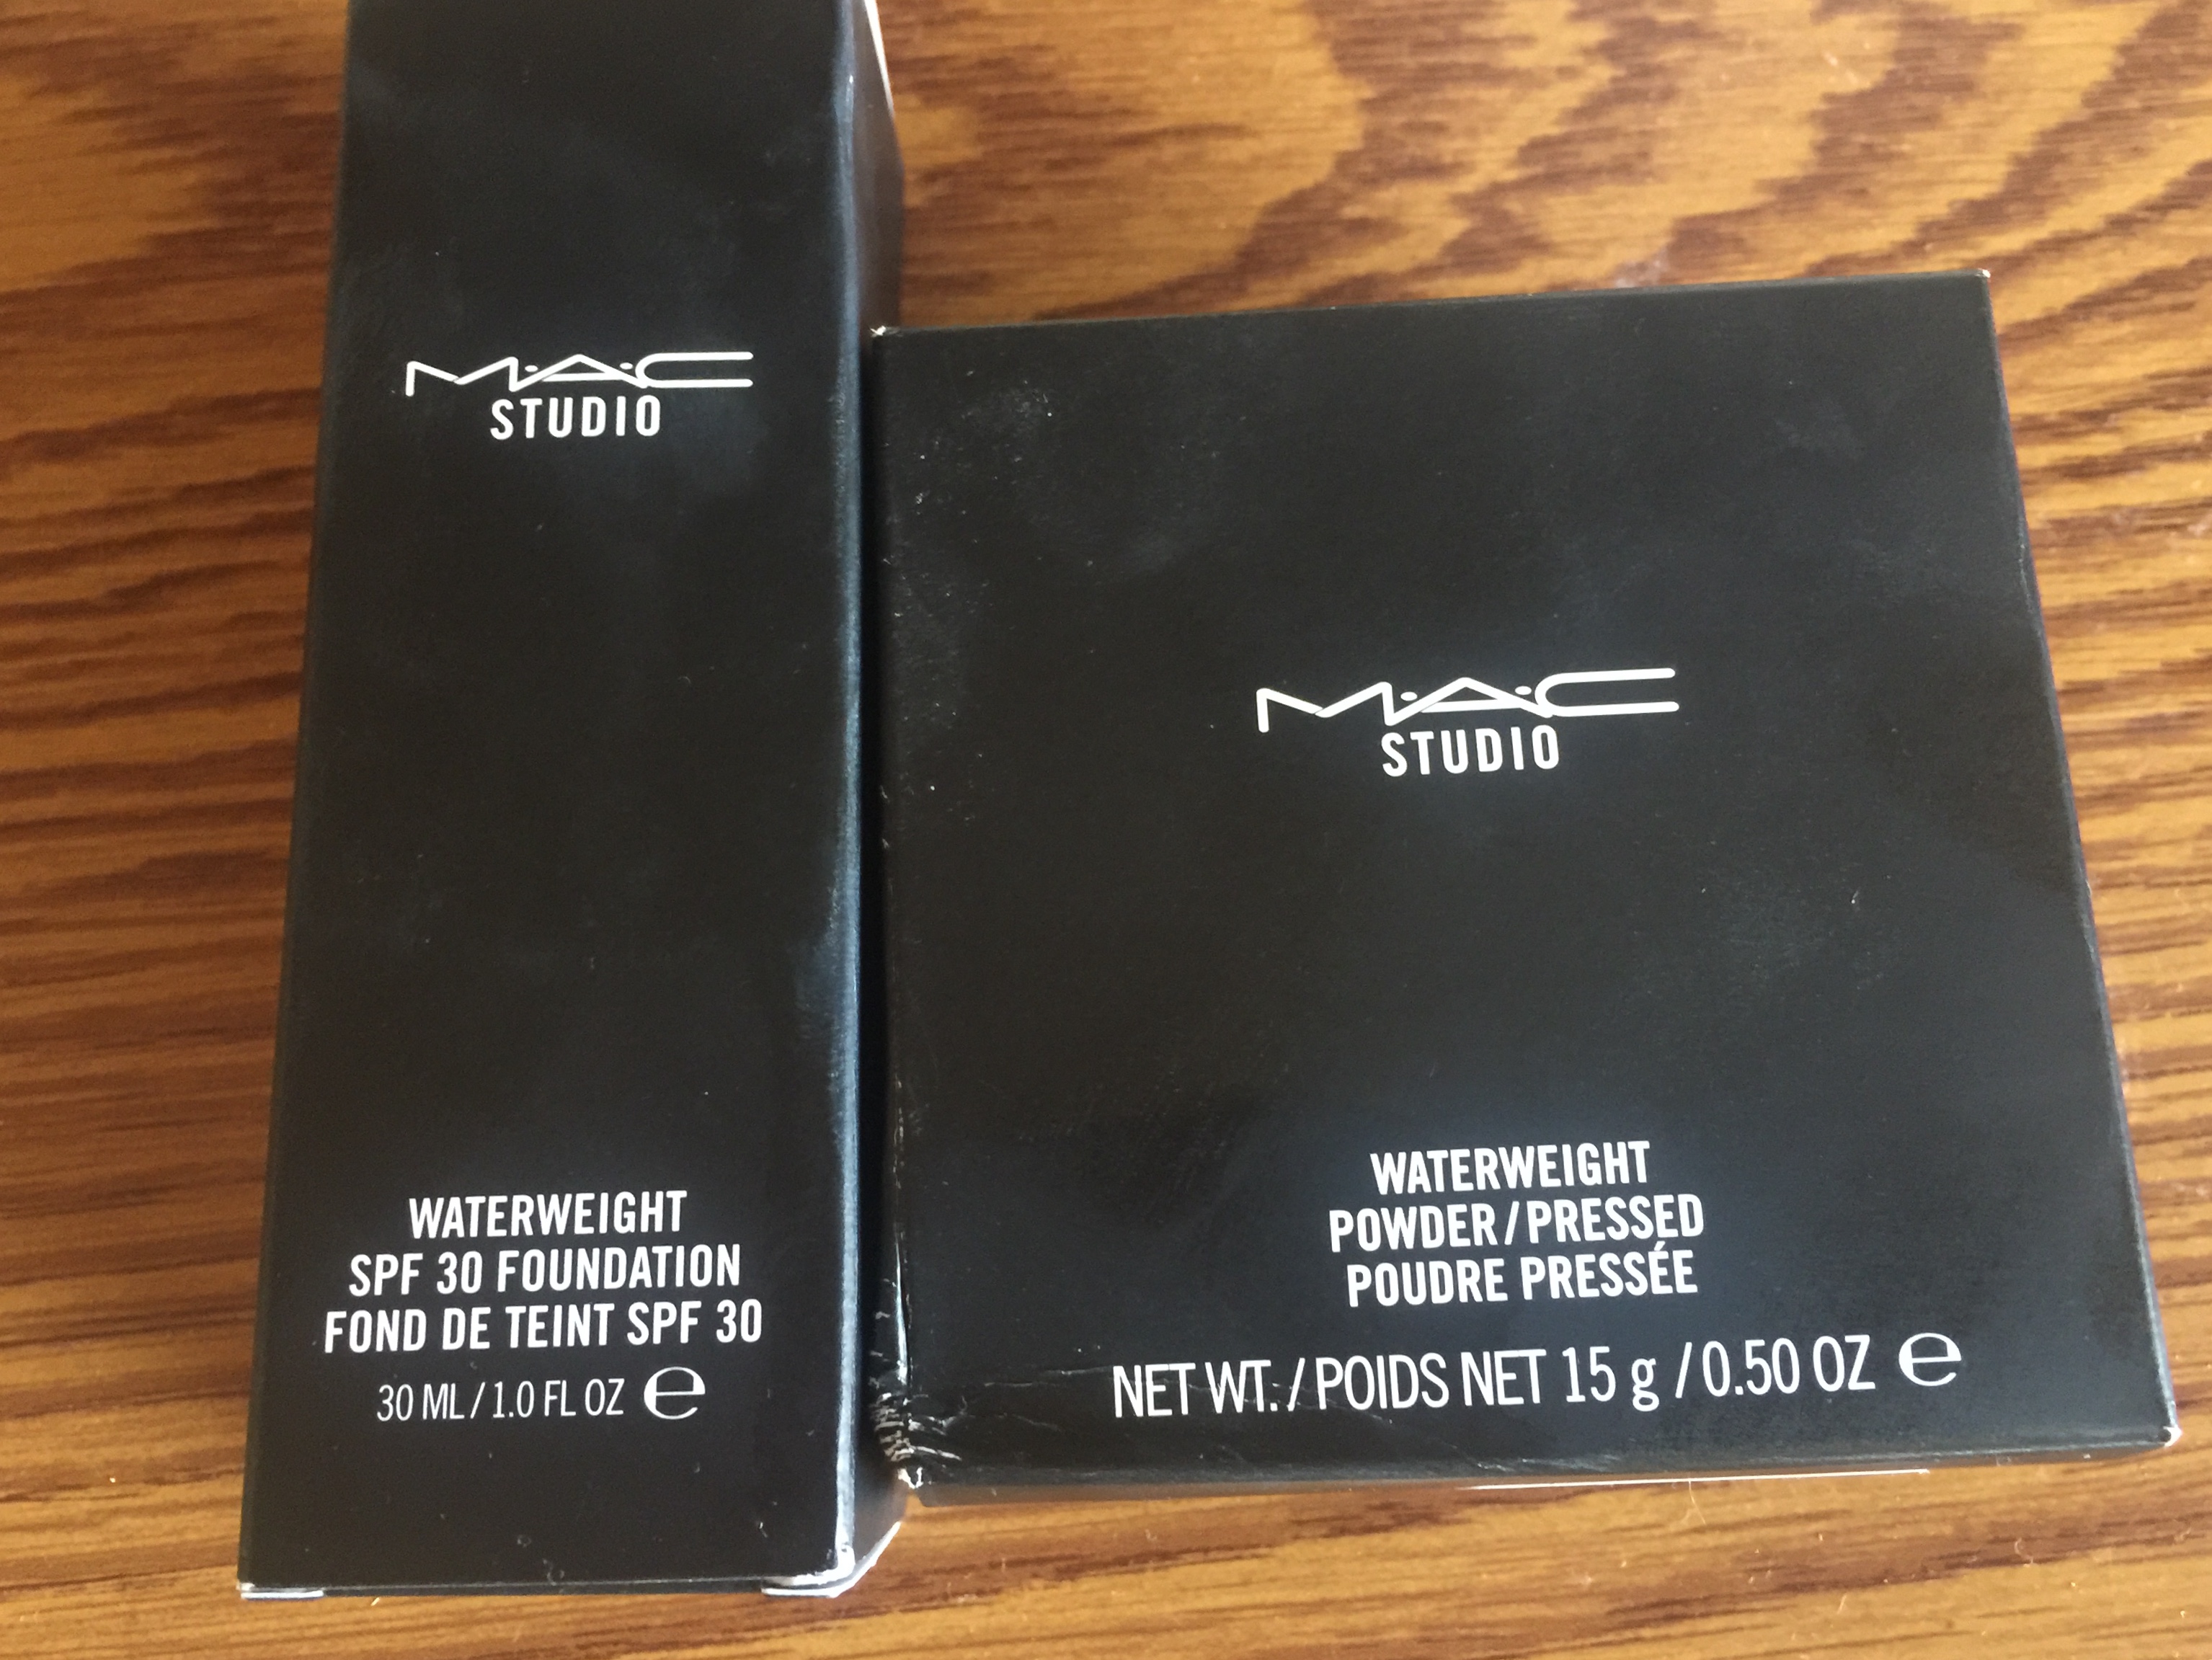 M·A·C
STUDIO
WATERWEIGHT
SPF 30 FOUNDATION
FOND DE TEINT SPF 30
30 ML / 1.0 FL OZ ℮
M·A·C
STUDIO
WATERWEIGHT
POWDER / PRESSED
POUDRE PRESSÉE
NET WT. / POIDS NET 15 g / 0.50 OZ ℮